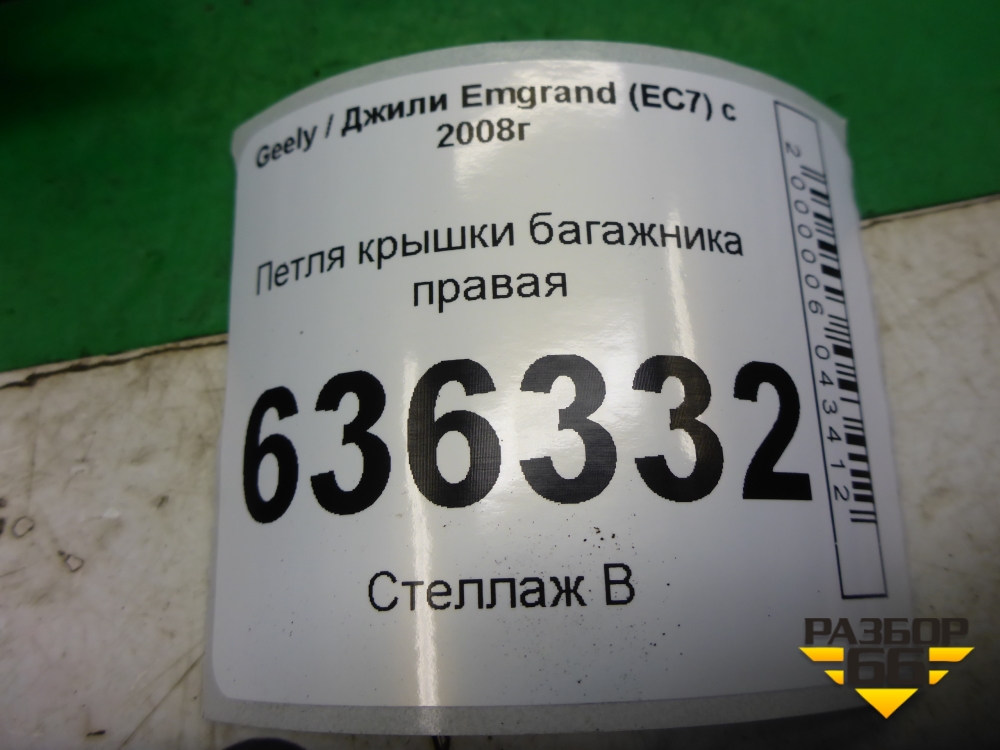 Geely / Джили Emgrand (EC7) с
2008г
Петля крышки багажника
правая
636332
Стеллаж В
2000006043412
РАЗБОР
66